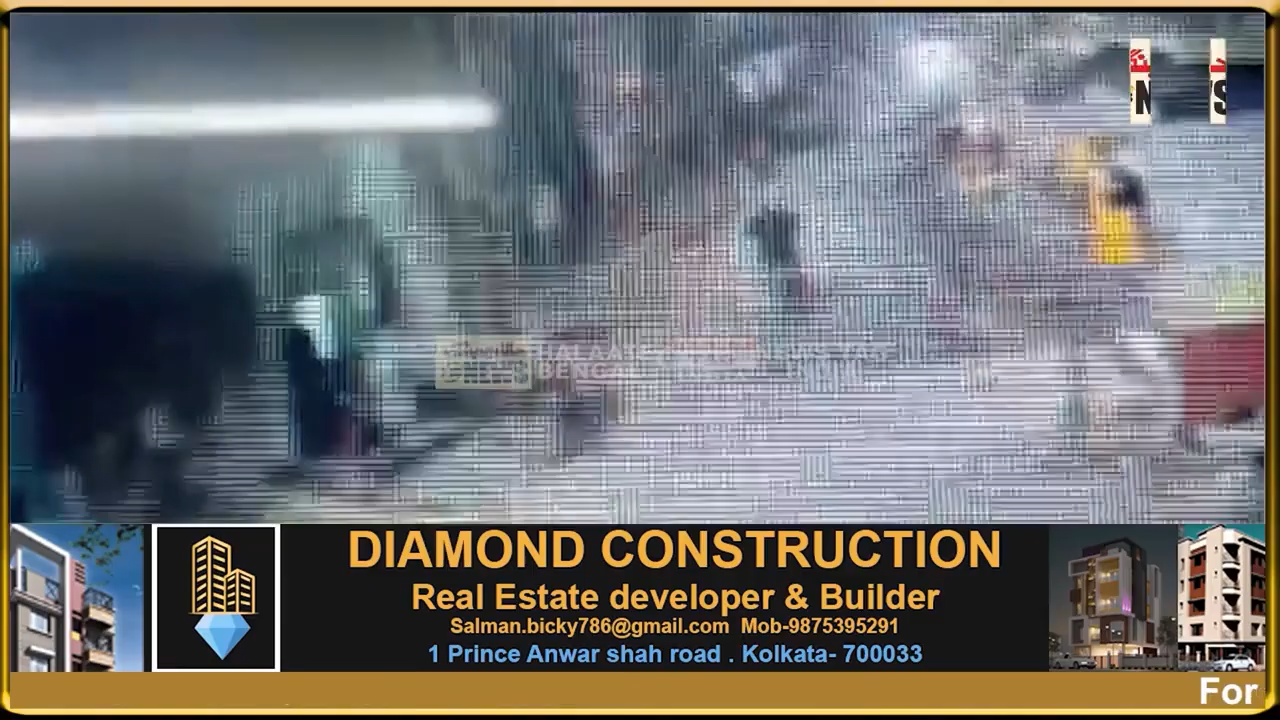 DIAMOND CONSTRUCTION
Real Estate developer & Builder
Salman.bicky786@gmail.com Mob-9875395291
1 Prince Anwar shah road . Kolkata- 700033
For